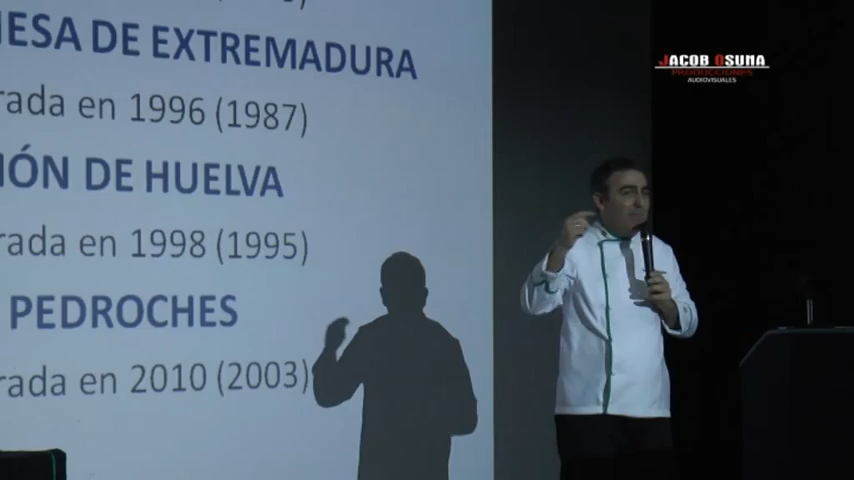 ESA DE EXTREMADURA
rada en 1996 (1987)
IÓN DE HUELVA
rada en 1998 (1995)
PEDROCHES
rada en 2010 (2003)
JACOB OSUNA
PRODUCCIONES
AUDIOVISUALES